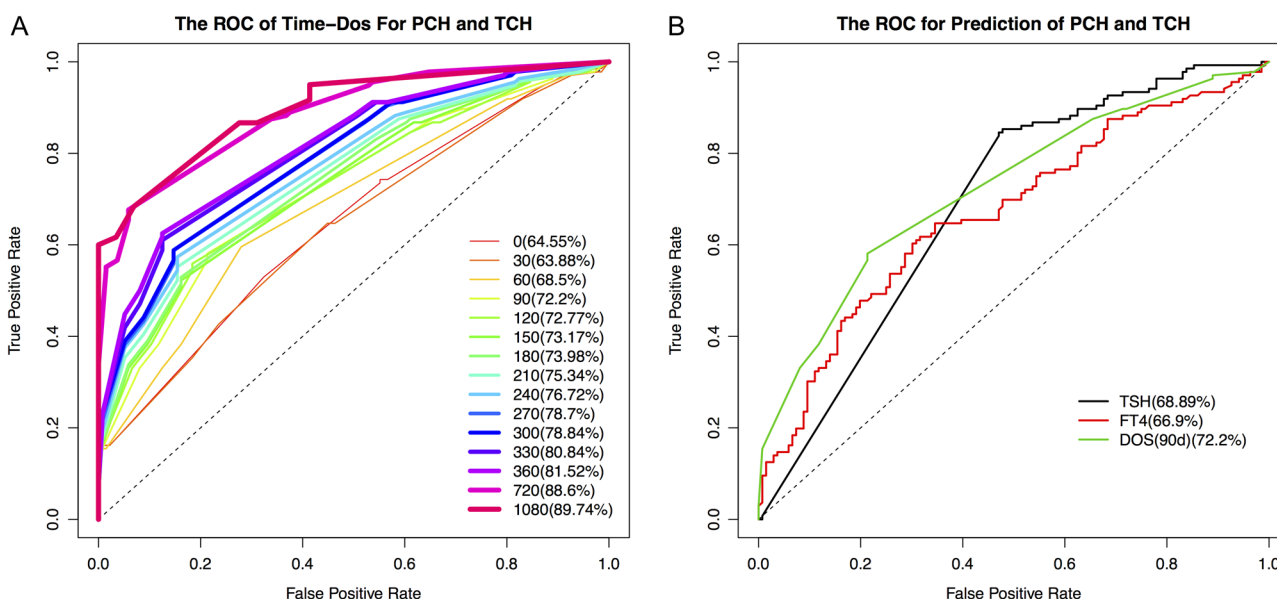 A
The ROC of Time−Dos For PCH and TCH
True Positive Rate
1.0
0.8
0.6
0.4
0.2
0.0
0(64.55%)
30(63.88%)
60(68.5%)
90(72.2%)
120(72.77%)
150(73.17%)
180(73.98%)
210(75.34%)
240(76.72%)
270(78.7%)
300(78.84%)
330(80.84%)
360(81.52%)
720(88.6%)
1080(89.74%)
0.0 0.2 0.4 0.6 0.8 1.0
False Positive Rate
B
The ROC for Prediction of PCH and TCH
True Positive Rate
1.0
0.8
0.6
0.4
0.2
0.0
TSH(68.89%)
FT4(66.9%)
DOS(90d)(72.2%)
0.0 0.2 0.4 0.6 0.8 1.0
False Positive Rate